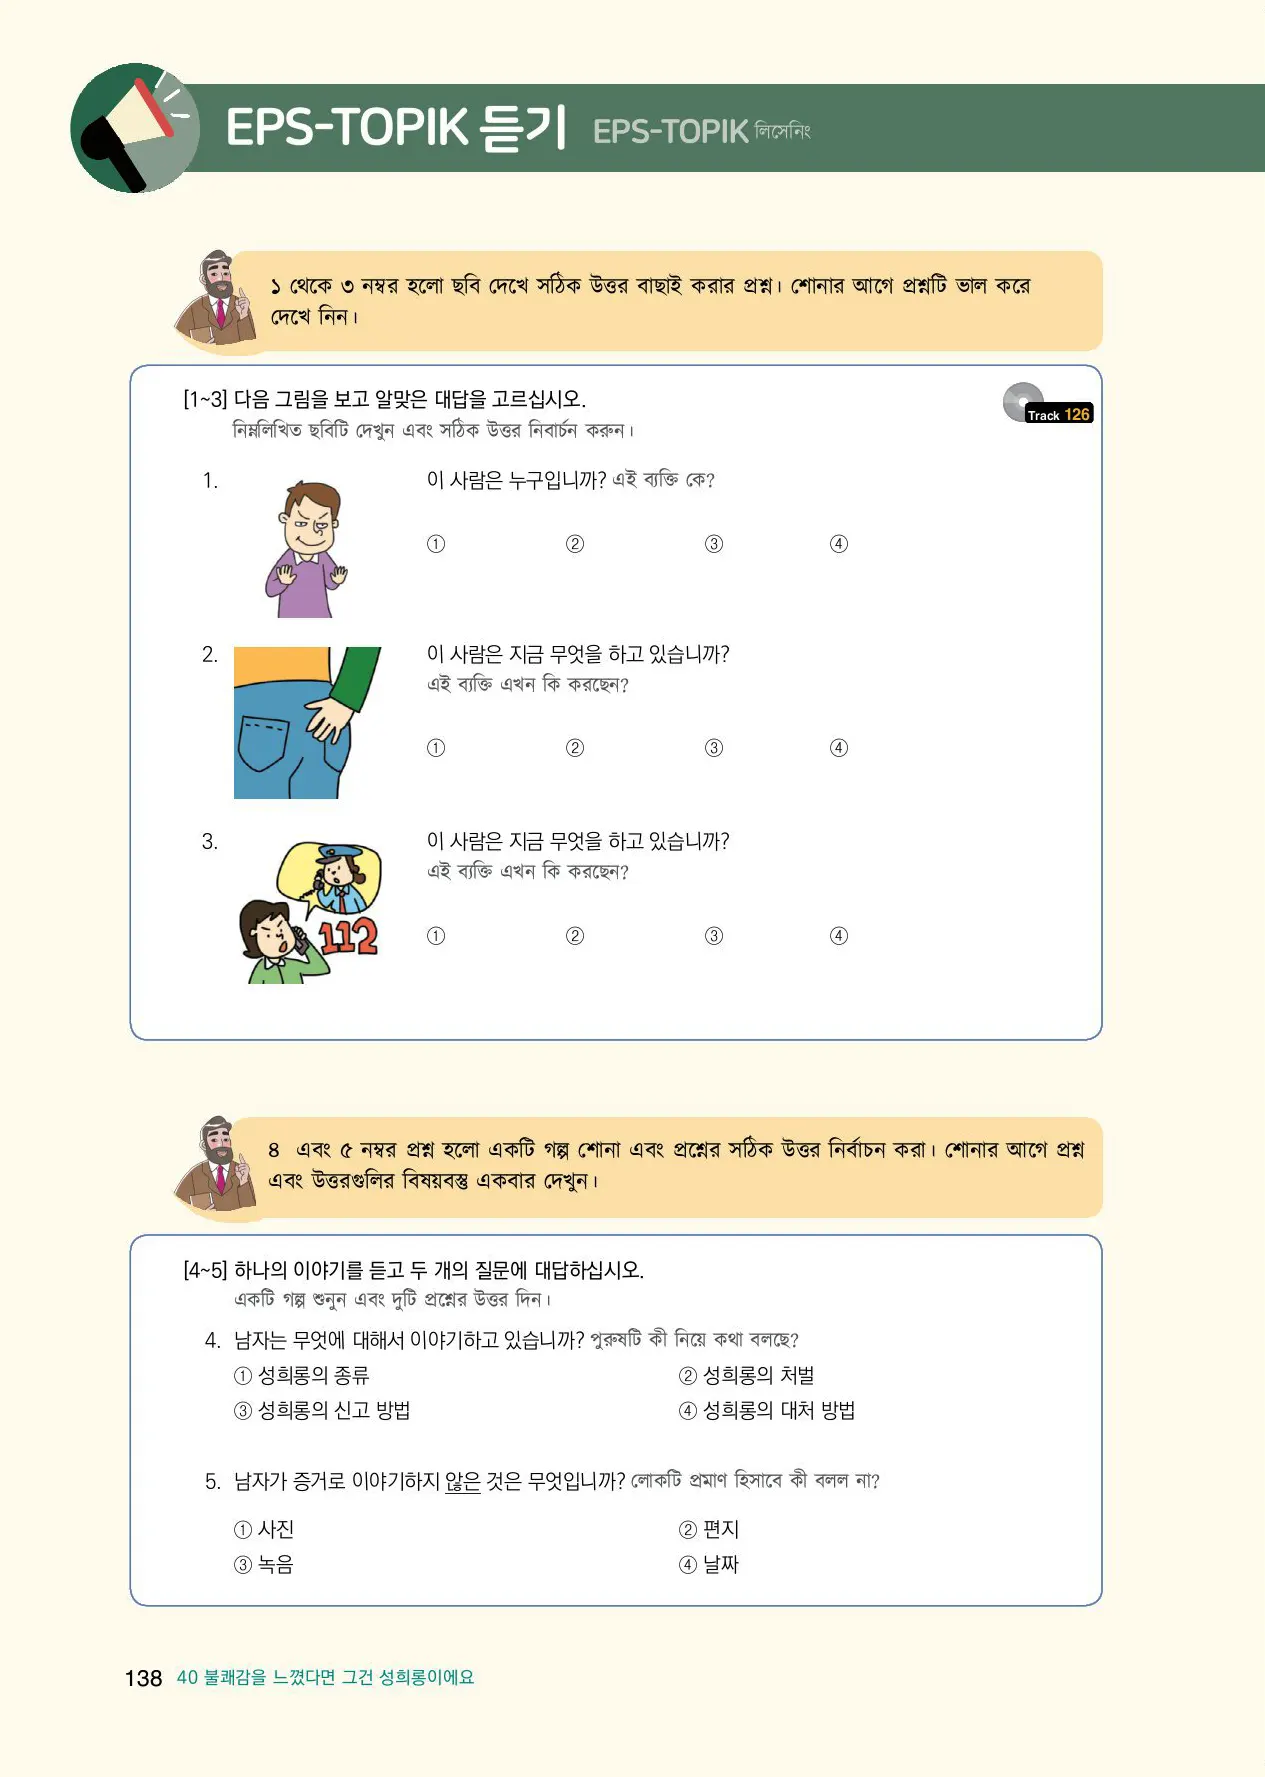 EPS-TOPIK 듣기 EPS-TOPIK লিসেনিং
১ থেকে ৩ নম্বর হলো ছবি দেখে সঠিক উত্তর বাছাই করার প্রশ্ন। শোনার আগে প্রশ্নটি ভাল করে
দেখে নিন।
[1~3] 다음 그림을 보고 알맞은 대답을 고르십시오.
Track 126
নিম্নলিখিত ছবিটি দেখুন এবং সঠিক উত্তর নিবার্চন করুন।
1. 이 사람은 누구입니까? এই ব্যক্তি কে?
① ② ③ ④
2. 이 사람은 지금 무엇을 하고 있습니까?
এই ব্যক্তি এখন কি করছেন?
① ② ③ ④
3. 이 사람은 지금 무엇을 하고 있습니까?
এই ব্যক্তি এখন কি করছেন?
112
① ② ③ ④
৪ এবং ৫ নম্বর প্রশ্ন হলো একটি গল্প শোনা এবং প্রশ্নের সঠিক উত্তর নির্বাচন করা। শোনার আগে প্রশ্ন
এবং উত্তরগুলির বিষয়বস্তু একবার দেখুন।
[4~5] 하나의 이야기를 듣고 두 개의 질문에 대답하십시오.
একটি গল্প শুনুন এবং দুটি প্রশ্নের উত্তর দিন।
4. 남자는 무엇에 대해서 이야기하고 있습니까? পুরুষটি কী নিয়ে কথা বলছে?
① 성희롱의 종류 ② 성희롱의 처벌
③ 성희롱의 신고 방법 ④ 성희롱의 대처 방법
5. 남자가 증거로 이야기하지 않은 것은 무엇입니까? লোকটি প্রমাণ হিসাবে কী বলল না?
① 사진 ② 편지
③ 녹음 ④ 날짜
138 40 불쾌감을 느꼈다면 그건 성희롱이에요